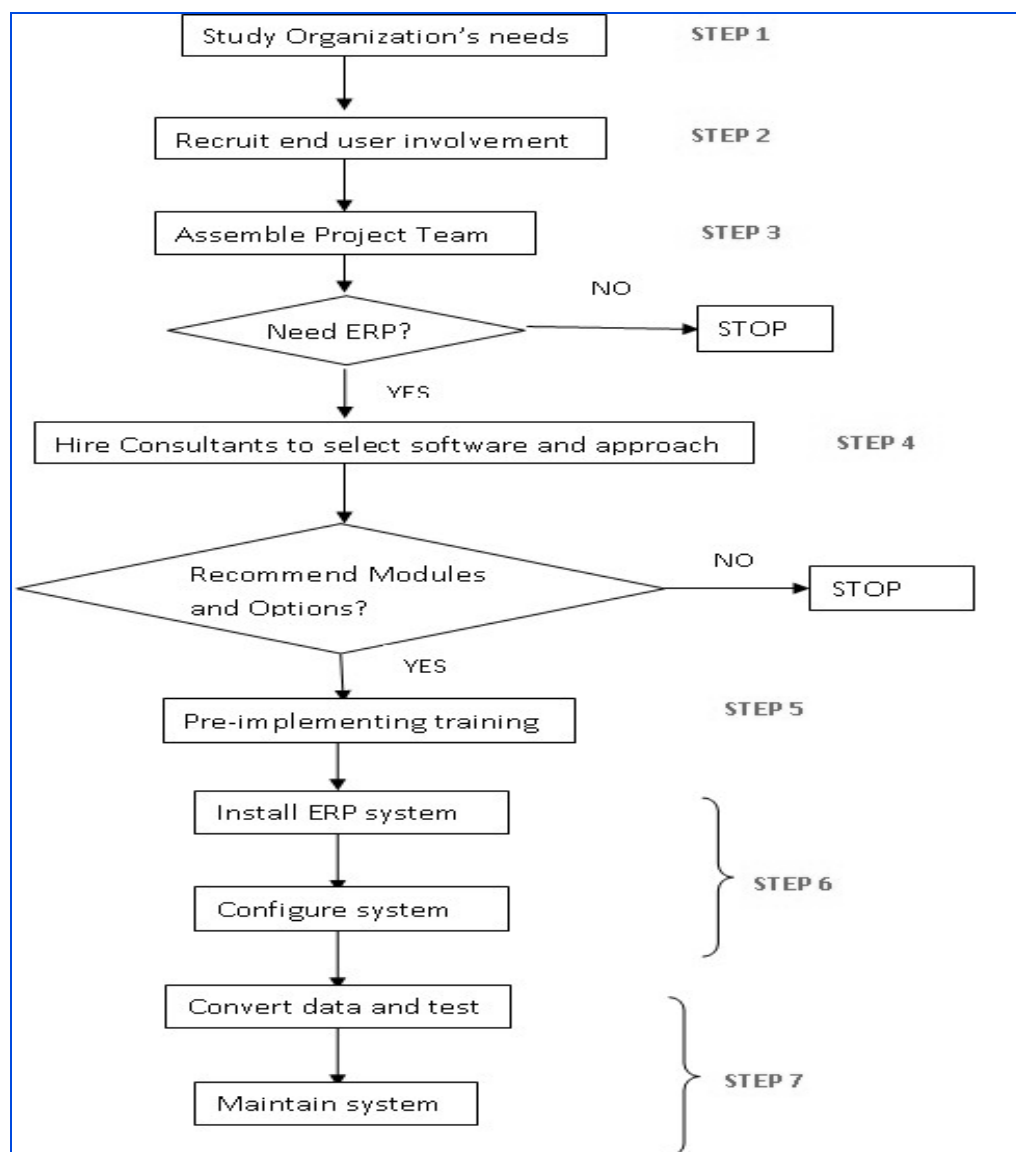 Study Organization's needs
STEP 1
Recruit end user involvement
STEP 2
Assemble Project Team
STEP 3
Need ERP?
NO
STOP
YES
Hire Consultants to select software and approach
STEP 4
Recommend Modules
and Options?
NO
STOP
YES
Pre-implementing training
STEP 5
Install ERP system
Configure system
STEP 6
Convert data and test
Maintain system
STEP 7